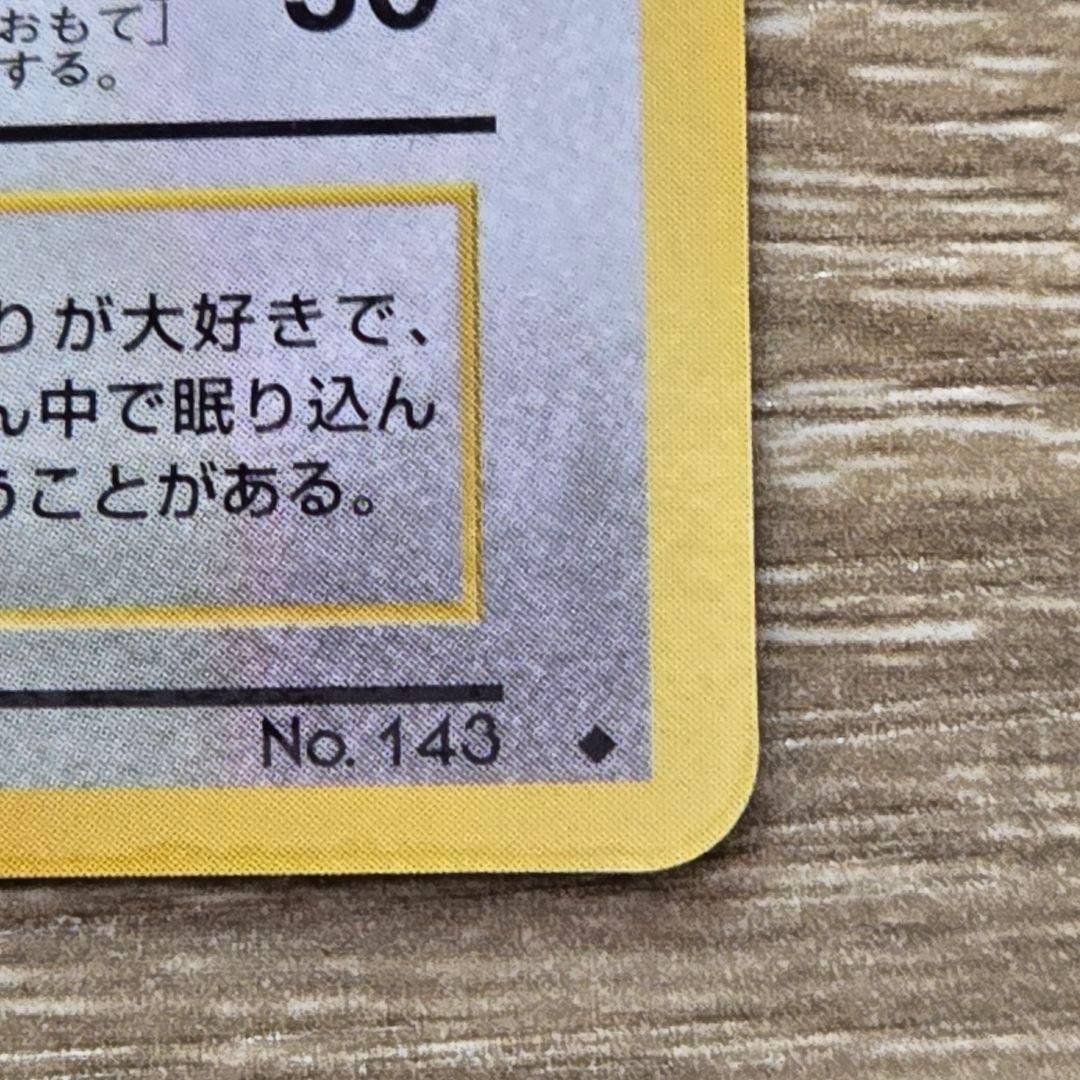 おもて］
50
する。
りが大好きで、
ん中で眠り込ん
うことがある。
No. 143 ◆